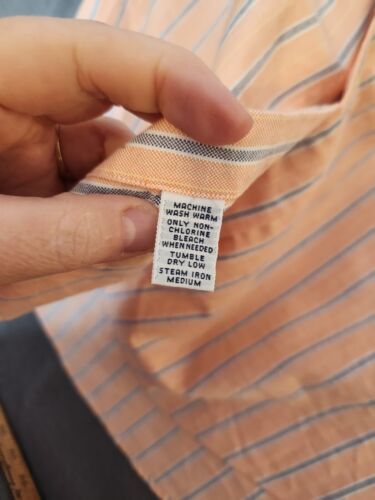 MACHINE
WASH WARM
ONLY NON-
CHLORINE
BLEACH
WHEN NEEDED
TUMBLE
DRY LOW
STEAM IRON
MEDIUM